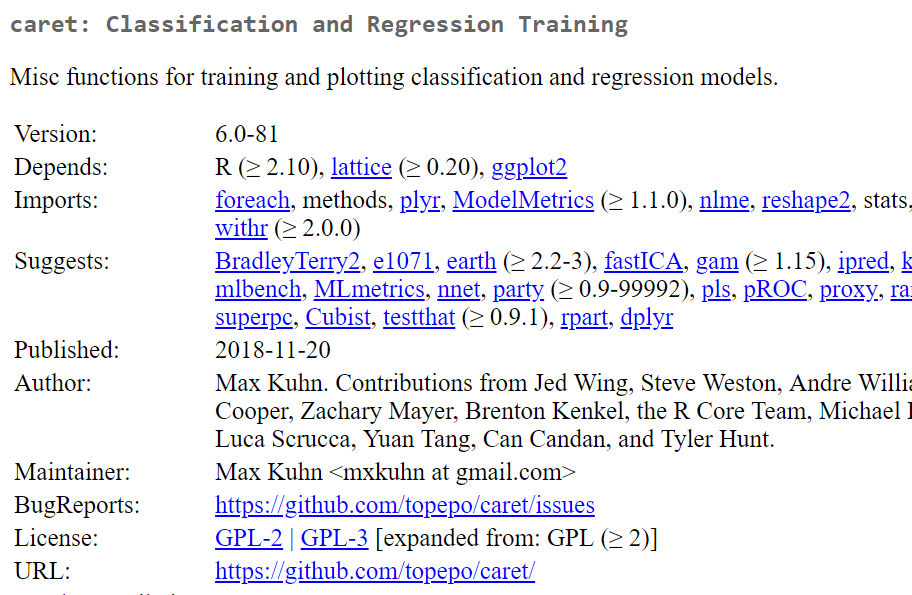 caret: Classification and Regression Training
Misc functions for training and plotting classification and regression models.
Version: 6.0-81
Depends: R (≥ 2.10), lattice (≥ 0.20), ggplot2
Imports: foreach, methods, plyr, ModelMetrics (≥ 1.1.0), nlme, reshape2, stats,
withr (≥ 2.0.0)
Suggests: BradleyTerry2, e1071, earth (≥ 2.2-3), fastICA, gam (≥ 1.15), ipred,
mlbench, MLmetrics, nnet, party (≥ 0.9-99992), pls, pROC, proxy,
superpc, Cubist, testthat (≥ 0.9.1), rpart, dplyr
Published: 2018-11-20
Author: Max Kuhn. Contributions from Jed Wing, Steve Weston, Andre
Cooper, Zachary Mayer, Brenton Kenkel, the R Core Team, Michael
Luca Scrucca, Yuan Tang, Can Candan, and Tyler Hunt.
Maintainer: Max Kuhn <mxkuhn at gmail.com>
BugReports: https://github.com/topepo/caret/issues
License: GPL-2 | GPL-3 [expanded from: GPL (≥ 2)]
URL: https://github.com/topepo/caret/